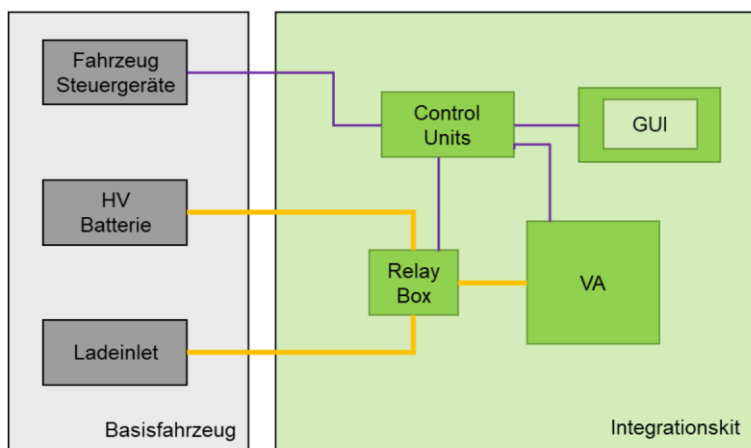 Fahrzeug
Steuergeräte
Control
Units
GUI
HV
Batterie
Relay
Box
VA
Ladeinlet
Basisfahrzeug
Integrationskit